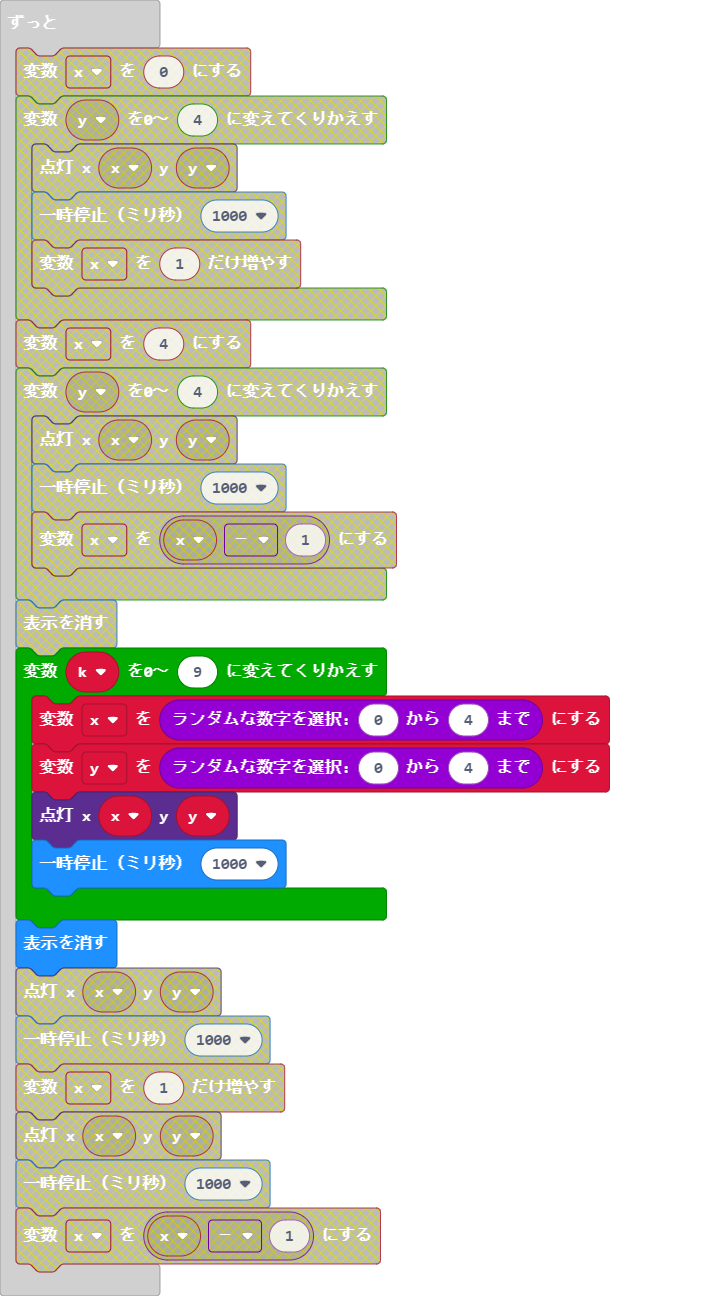 ずっと
変数 x を 0 にする
変数 y を0～ 4 に変えてくりかえす
点灯 x x y y
一時停止（ミリ秒） 1000
変数 x を 1 だけ増やす
変数 x を 4 にする
変数 y を0～ 4 に変えてくりかえす
点灯 x x y y
一時停止（ミリ秒） 1000
変数 x を x － 1 にする
表示を消す
変数 k を0～ 9 に変えてくりかえす
変数 x を ランダムな数字を選択: 0 から 4 まで にする
変数 y を ランダムな数字を選択: 0 から 4 まで にする
点灯 x x y y
一時停止（ミリ秒） 1000
表示を消す
点灯 x x y y
一時停止（ミリ秒） 1000
変数 x を 1 だけ増やす
点灯 x x y y
一時停止（ミリ秒） 1000
変数 x を x － 1 にする